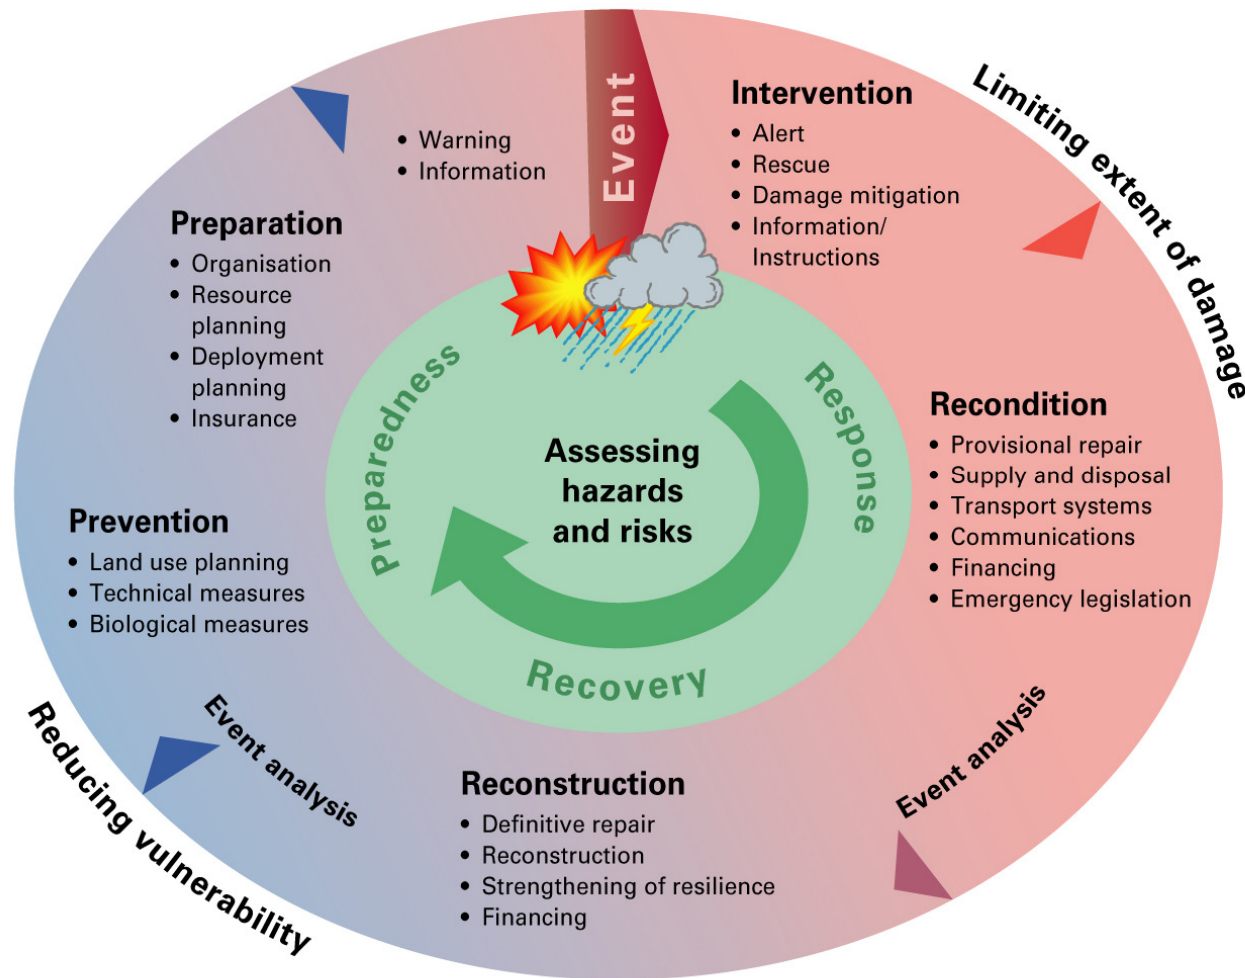 Event
Intervention
• Alert
• Rescue
• Damage mitigation
• Information/
Instructions
Limiting extent of damage
Recondition
• Provisional repair
• Supply and disposal
• Transport systems
• Communications
• Financing
• Emergency legislation
Event analysis
Reconstruction
• Definitive repair
• Reconstruction
• Strengthening of resilience
• Financing
Event analysis
Reducing vulnerability
Prevention
• Land use planning
• Technical measures
• Biological measures
Preparation
• Organisation
• Resource
planning
• Deployment
planning
• Insurance
• Warning
• Information
Response
Recovery
Preparedness
Assessing
hazards
and risks